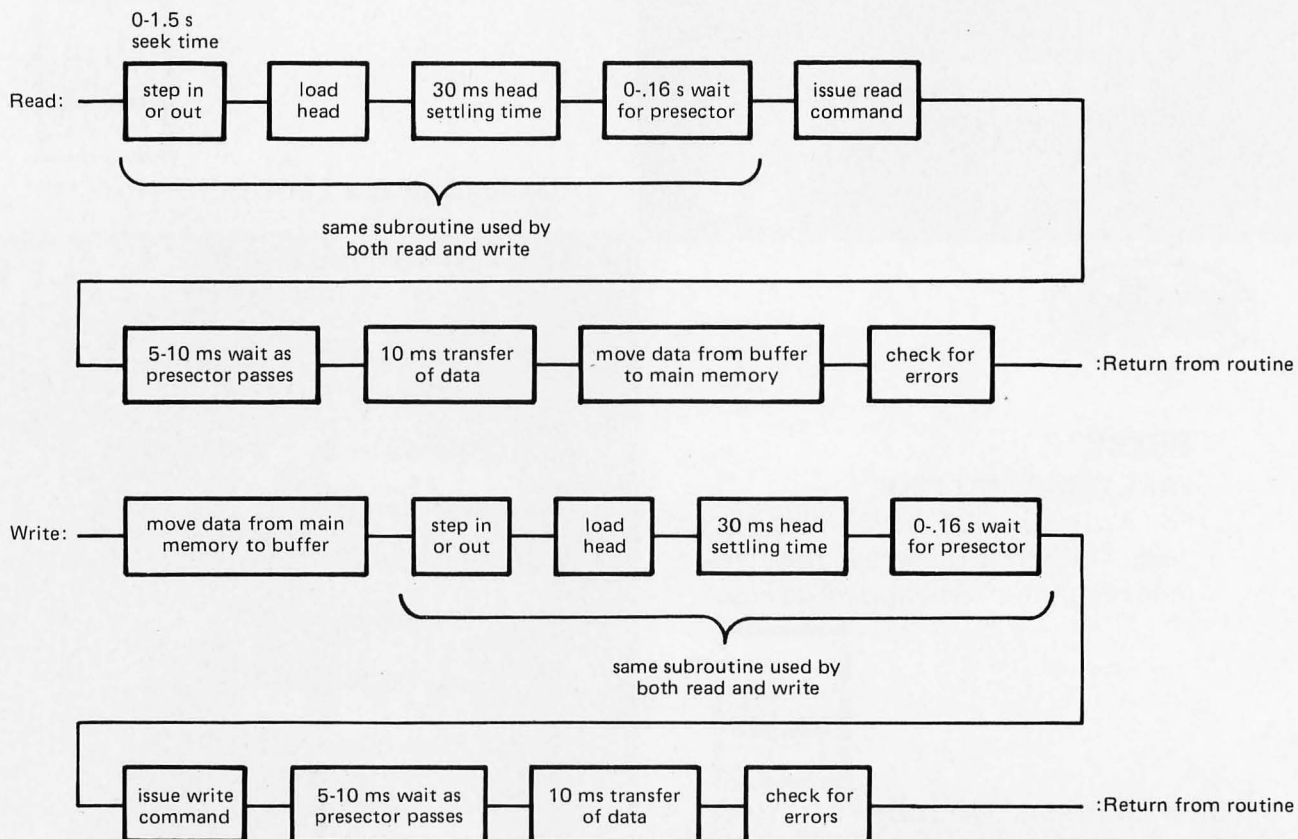 0-1.5 s
seek time
Read:
step in
or out
load
head
30 ms head
settling time
0-.16 s wait
for presector
issue read
command
same subroutine used by
both read and write
5-10 ms wait as
presector passes
10 ms transfer
of data
move data from buffer
to main memory
check for
errors
:Return from routine
Write:
move data from main
memory to buffer
step in
or out
load
head
30 ms head
settling time
0-.16 s wait
for presector
same subroutine used by
both read and write
issue write
command
5-10 ms wait as
presector passes
10 ms transfer
of data
check for
errors
:Return from routine